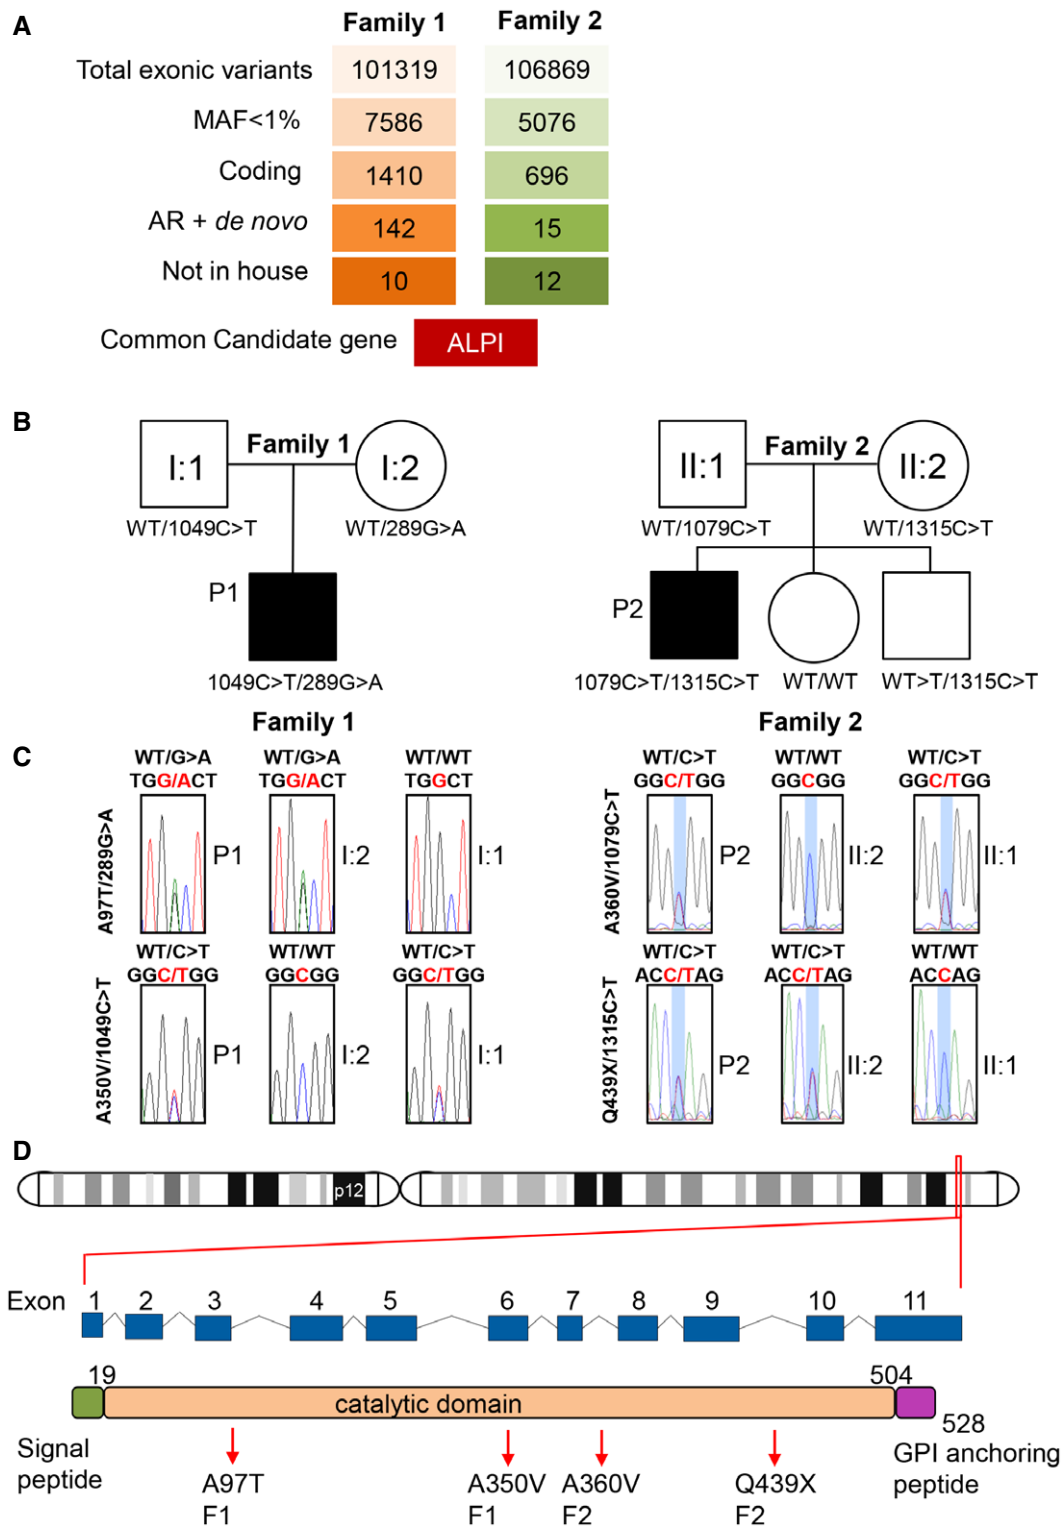 A
Family 1 Family 2
Total exonic variants 101319 106869
MAF<1% 7586 5076
Coding 1410 696
AR + de novo 142 15
Not in house 10 12
Common Candidate gene ALPI
B
Family 1 Family 2
I:1 I:2 II:1 II:2
WT/1049C>T WT/289G>A WT/1079C>T WT/1315C>T
P1 P2
1049C>T/289G>A 1079C>T/1315C>T WT/WT WT>T/1315C>T
Family 1 Family 2
C
WT/G>A WT/G>A WT/WT WT/C>T WT/WT WT/C>T
TGG/ACT TGG/ACT TGGCT GGC/TGG GGCGG GGC/TGG
A97T/289G>A P1 I:2 I:1 A360V/1079C>T P2 II:2 II:1
WT/C>T WT/WT WT/C>T WT/C>T WT/C>T WT/WT
GGC/TGG GGCGG GGC/TGG ACC/TAG ACC/TAG ACCAG
A350V/1049C>T P1 I:2 I:1 Q439X/1315C>T P2 II:2 II:1
D
p12
Exon 1 2 3 4 5 6 7 8 9 10 11
19 504
catalytic domain
528
Signal peptide
GPI anchoring peptide
A97T A350V A360V Q439X
F1 F1 F2 F2